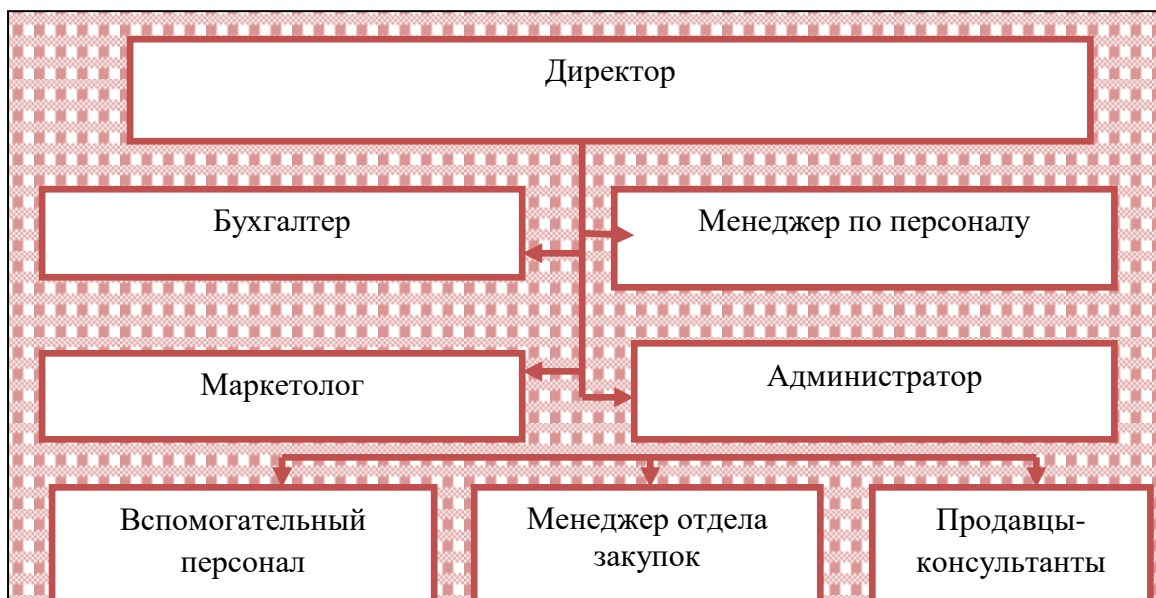 Директор
Бухгалтер
Менеджер по персоналу
Маркетолог
Администратор
Вспомогательный
персонал
Менеджер отдела
закупок
Продавцы-
консультанты